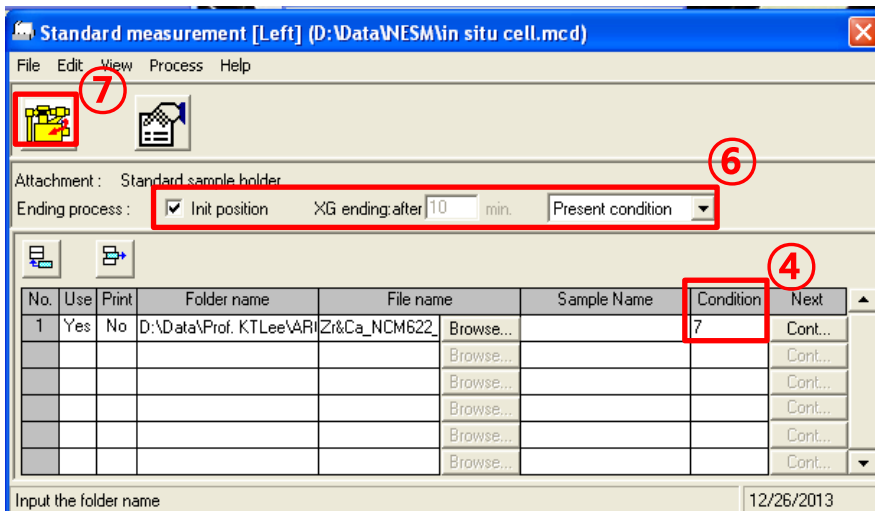 Standard measurement [Left] (D:\Data\NESM\in situ cell.mcd)
File Edit View Process Help
⑦
⑥
Attachment : Standard sample holder
Ending process : Init position XG ending:after 10 min. Present condition
④
No. Use Print Folder name File name Sample Name Condition Next
1 Yes No D:\Data\Prof. KTLee\ARI Zr&Ca_NCM622_ Browse... 7 Cont...
Browse... Cont...
Browse... Cont...
Browse... Cont...
Browse... Cont...
Browse... Cont...
Input the folder name 12/26/2013